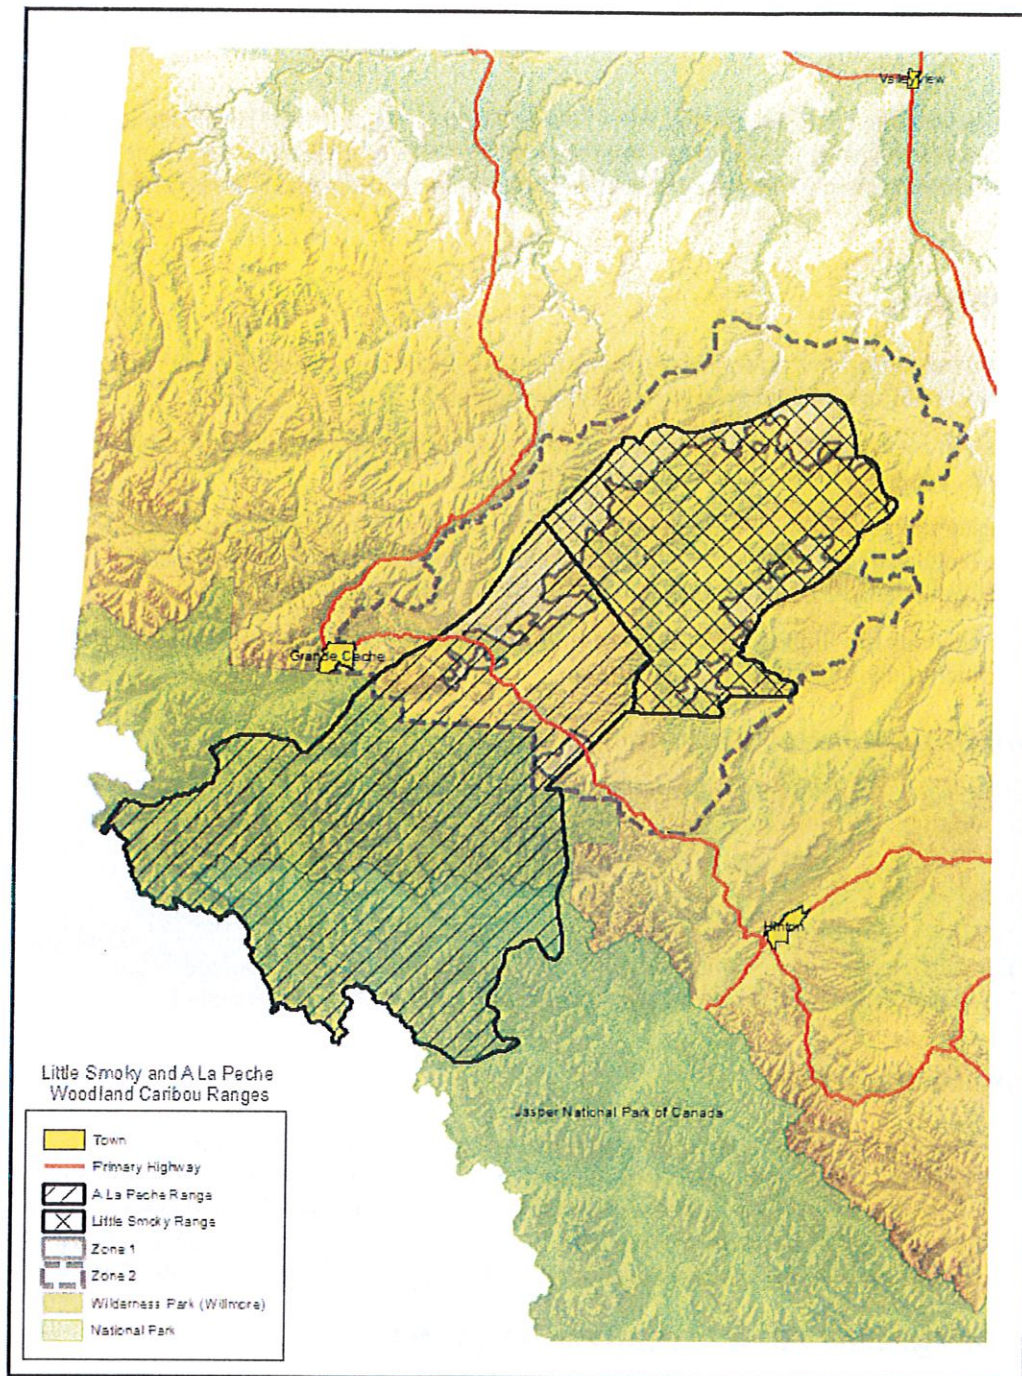 Valleyview
Grande Cache
Hinton
Jasper National Park of Canada
Little Smoky and A La Peche
Woodland Caribou Ranges
Town
Primary Highway
A La Peche Range
Little Smoky Range
Zone 1
Zone 2
Wilderness Park (Willmore)
National Park